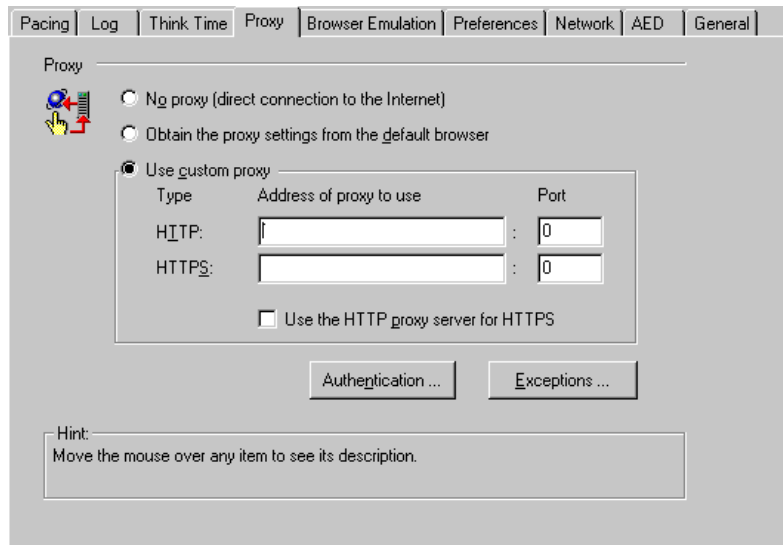 Pacing Log Think Time Proxy Browser Emulation Preferences Network AED General
Proxy
No proxy (direct connection to the Internet)
Obtain the proxy settings from the default browser
Use custom proxy
Type Address of proxy to use Port
HTTP: : 0
HTTPS: : 0
Use the HTTP proxy server for HTTPS
Authentication ... Exceptions ...
Hint:
Move the mouse over any item to see its description.